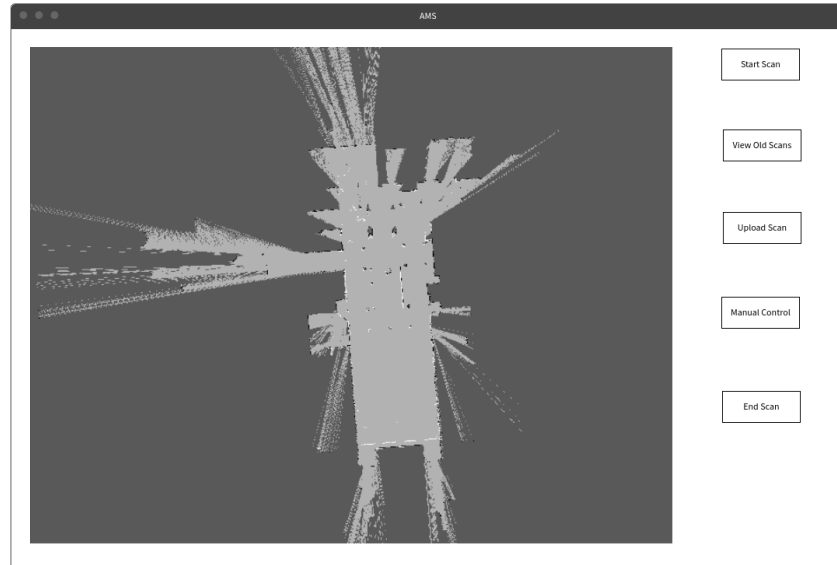 AMS
Start Scan
View Old Scans
Upload Scan
Manual Control
End Scan